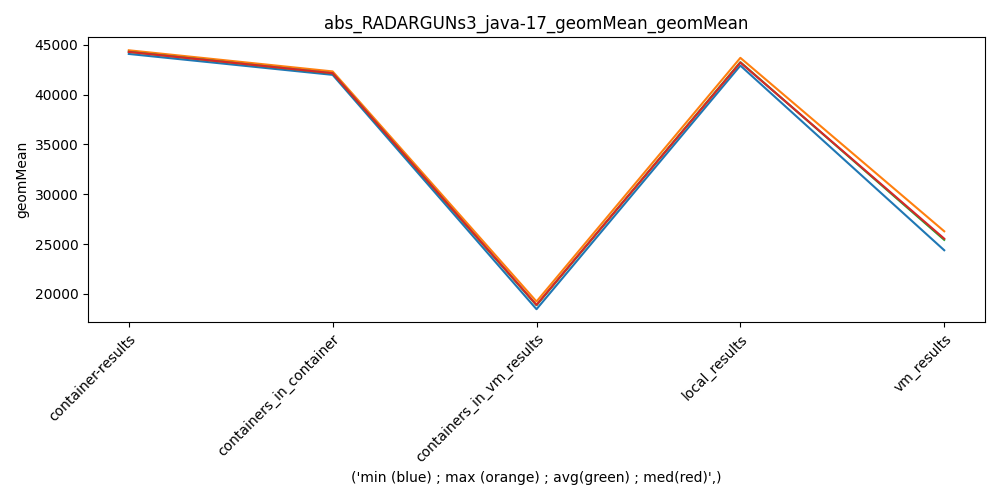 abs_RADARGUNs3_java-17_geomMean_geomMean
geomMean
45000
40000
35000
30000
25000
20000
container-results
containers_in_container
containers_in_vm_results
local_results
vm_results
('min (blue) ; max (orange) ; avg(green) ; med(red)',)